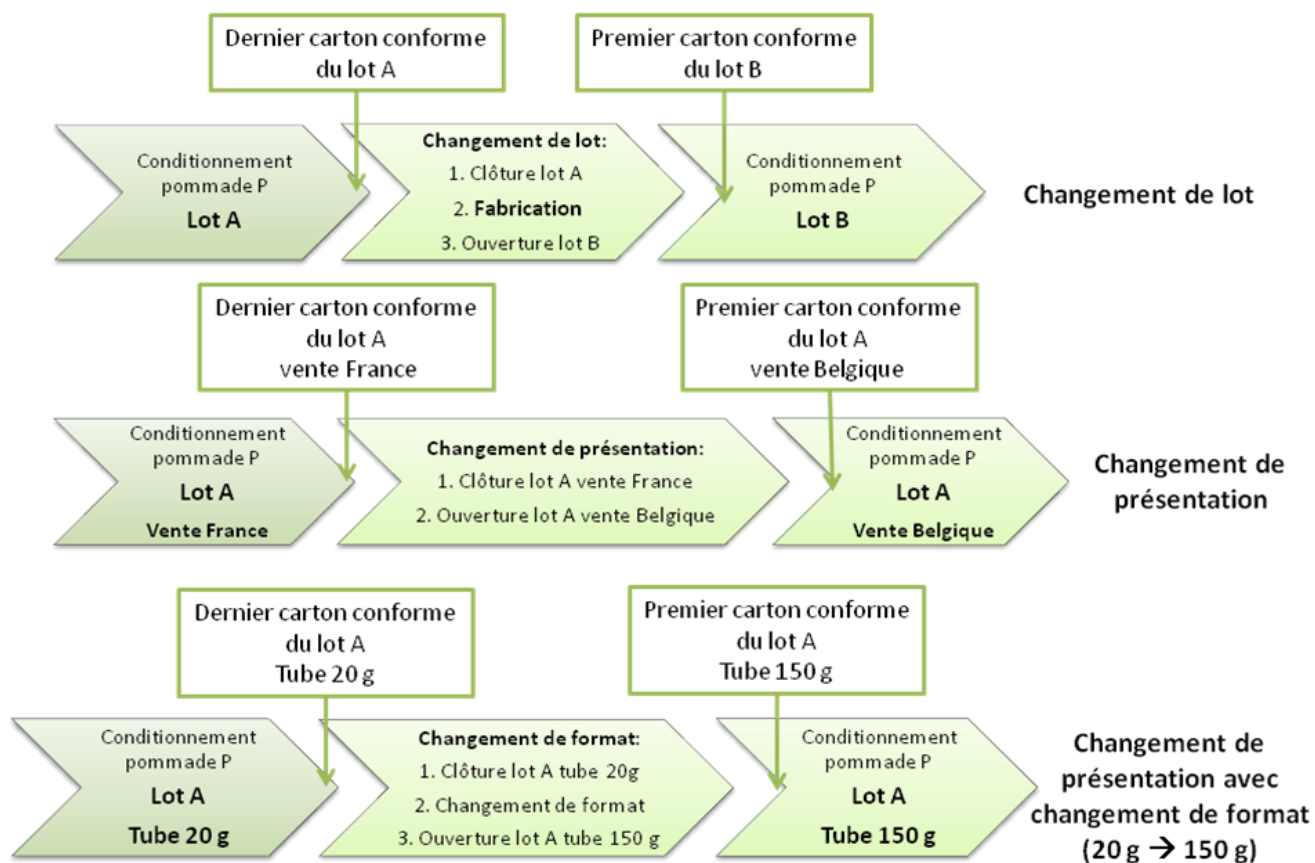 Dernier carton conforme
du lot A
Premier carton conforme
du lot B
Conditionnement
pommade P
Lot A
Changement de lot:
1. Clôture lot A
2. Fabrication
3. Ouverture lot B
Conditionnement
pommade P
Lot B
Changement de lot
Dernier carton conforme
du lot A
vente France
Premier carton conforme
du lot A
vente Belgique
Conditionnement
pommade P
Lot A
Vente France
Changement de présentation:
1. Clôture lot A vente France
2. Ouverture lot A vente Belgique
Conditionnement
pommade P
Lot A
Vente Belgique
Changement de
présentation
Dernier carton conforme
du lot A
Tube 20 g
Premier carton conforme
du lot A
Tube 150 g
Conditionnement
pommade P
Lot A
Tube 20 g
Changement de format:
1. Clôture lot A tube 20g
2. Changement de format
3. Ouverture lot A tube 150 g
Conditionnement
pommade P
Lot A
Tube 150 g
Changement de
présentation avec
changement de format
(20 g → 150 g)